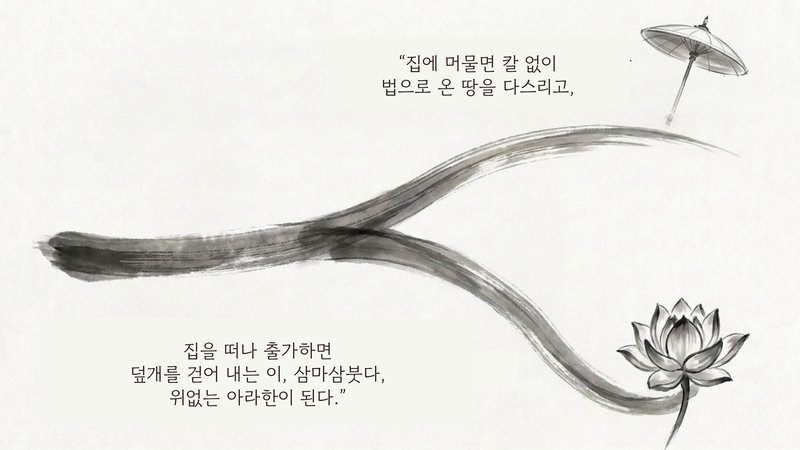 “집에 머물면 칼 없이
법으로 온 땅을 다스리고,
집을 떠나 출가하면
덮개를 걷어 내는 이, 삼마삼붓다,
위없는 아라한이 된다.”